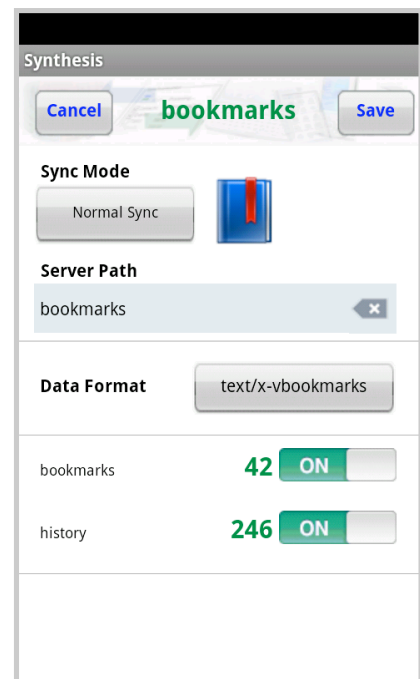 Synthesis
Cancel bookmarks Save
Sync Mode
Normal Sync
Server Path
bookmarks
Data Format text/x-vbookmarks
bookmarks 42 ON
history 246 ON